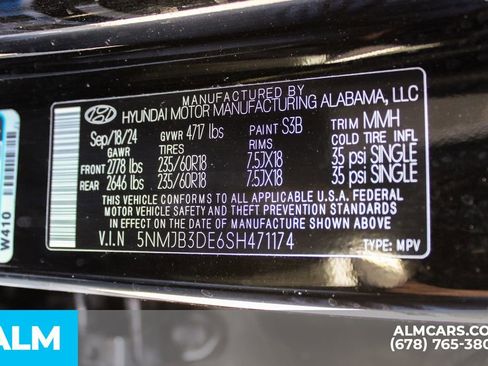 MANUFACTURED BY
HYUNDAI MOTOR MANUFACTURING ALABAMA, LLC
Sep/18/24 GVWR 4717 lbs PAINT S3B TRIM MMH
GAWR TIRES RIMS COLD TIRE INFL
FRONT 2778 lbs 235/60R18 7.5JX18 35 psi SINGLE
REAR 2646 lbs 235/60R18 7.5JX18 35 psi SINGLE
THIS VEHICLE CONFORMS TO ALL APPLICABLE U.S.A. FEDERAL
MOTOR VEHICLE SAFETY AND THEFT PREVENTION STANDARDS
IN EFFECT ON THE DATE OF MANUFACTURE SHOWN ABOVE.
V.I.N 5NMJB3DE6SH471174 TYPE: MPV
W410
ALM
ALMCARS.CO
(678) 765-380